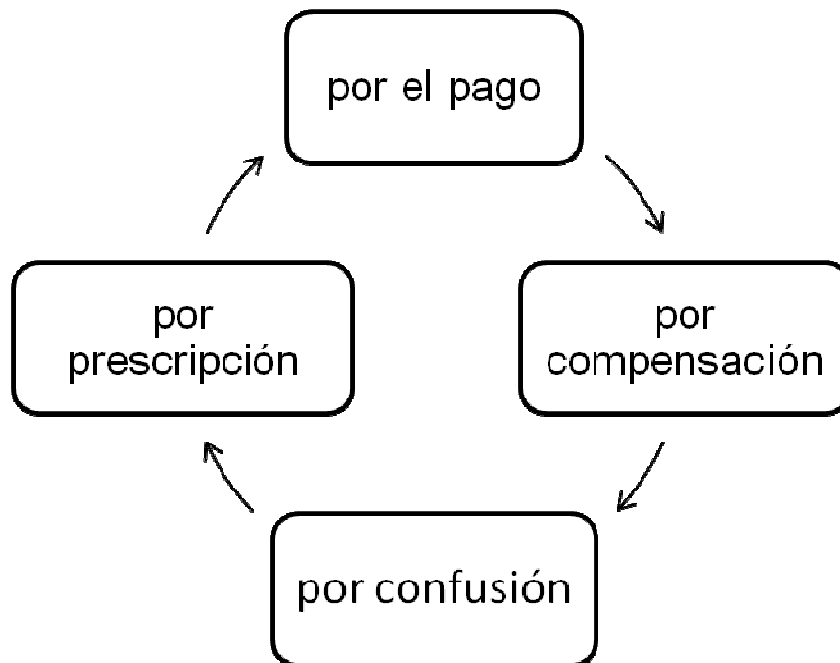 por el pago
por
compensación
por confusión
por
prescripción